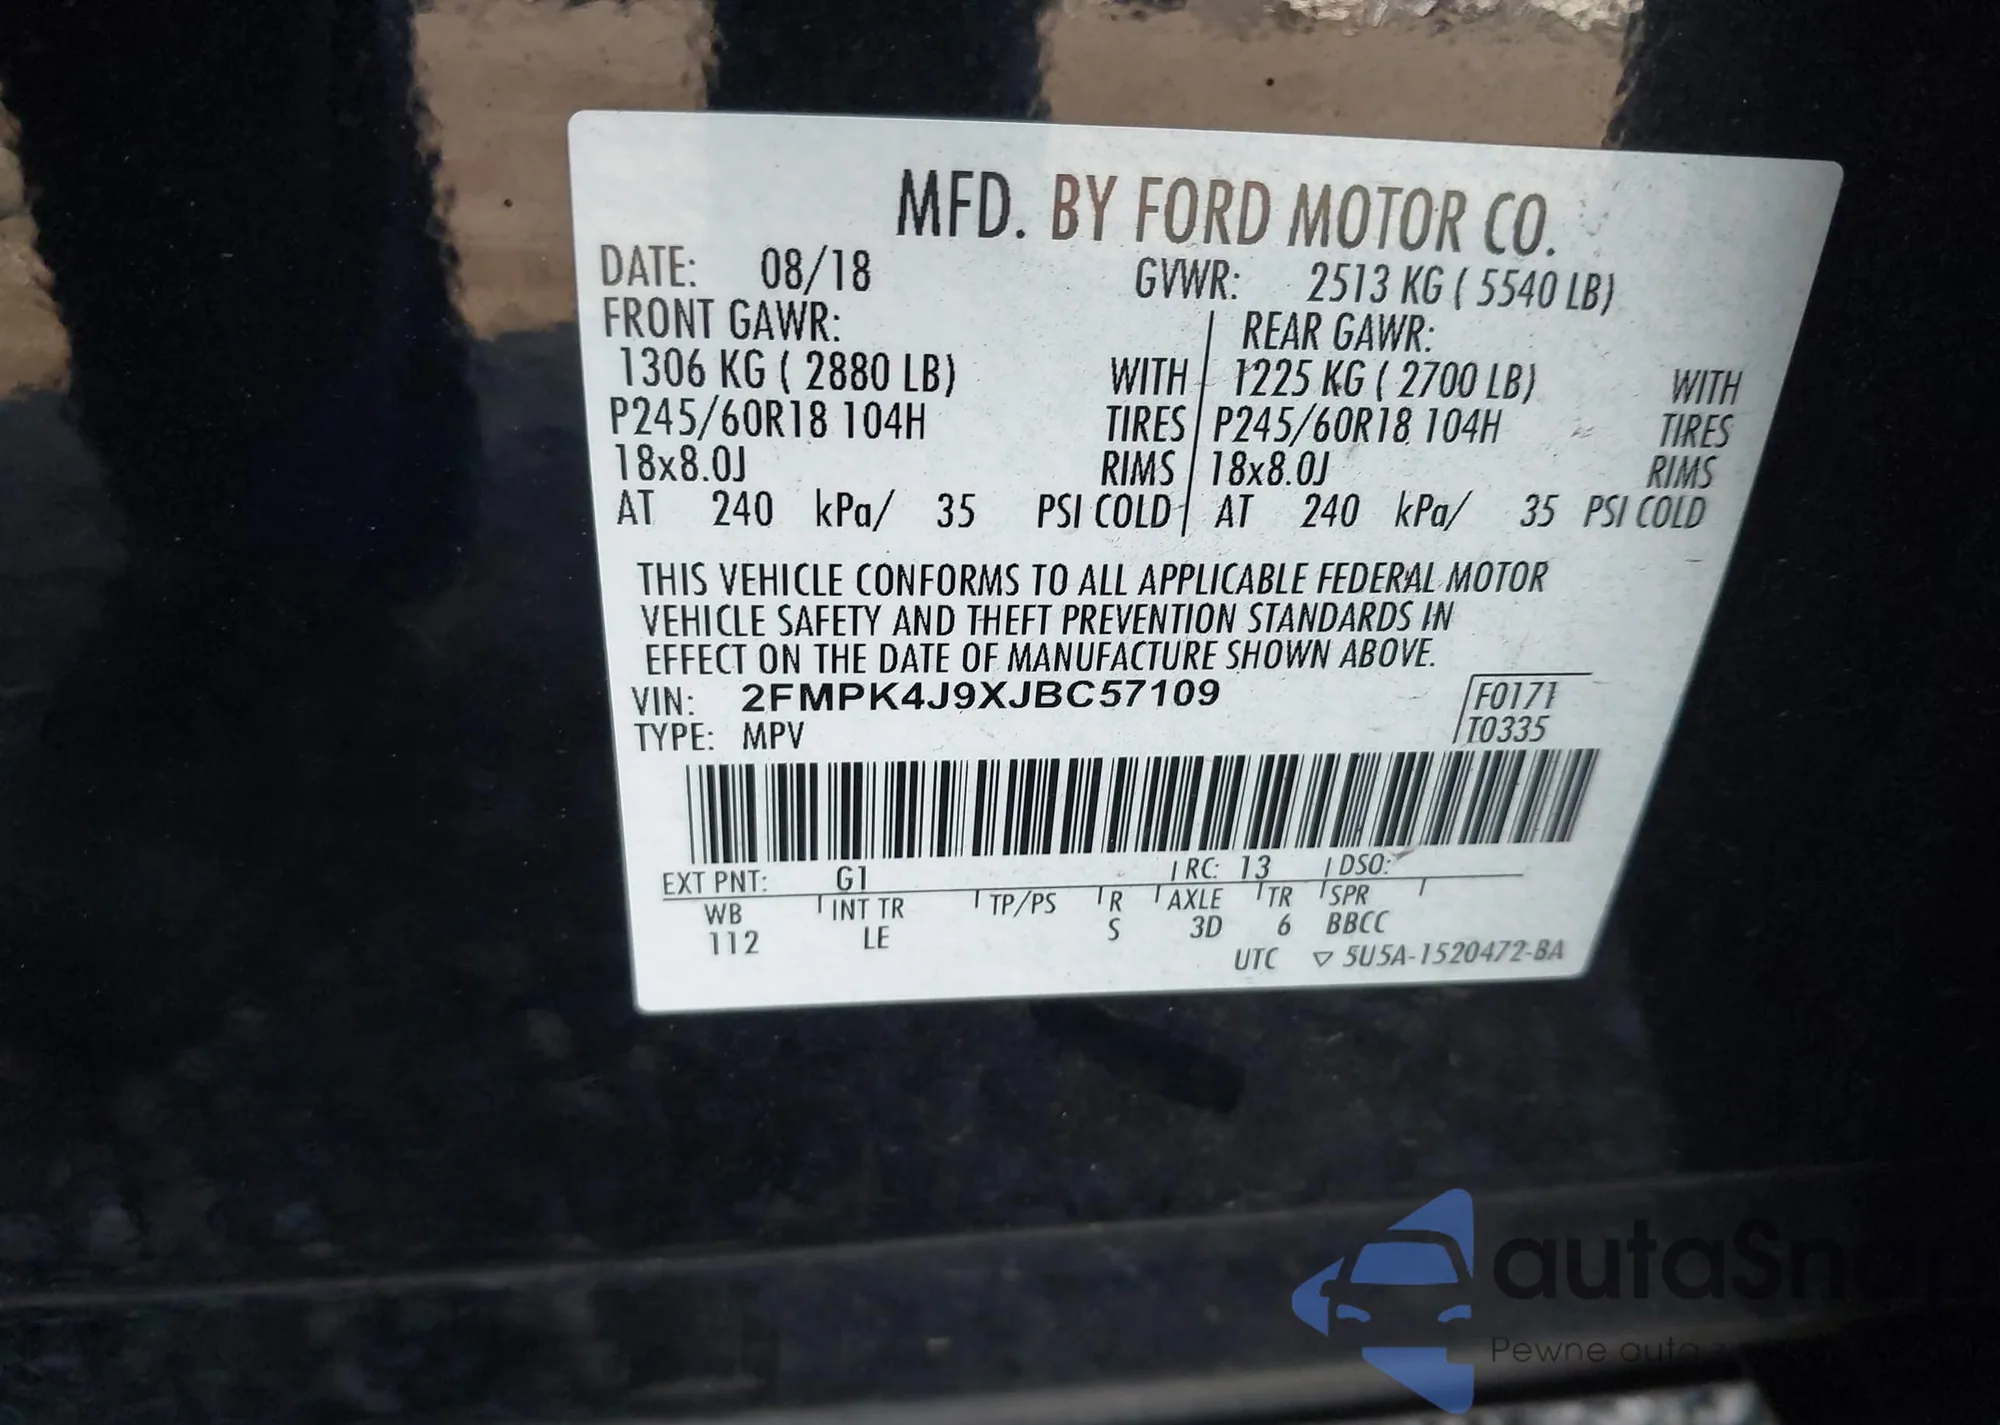 MFD. BY FORD MOTOR CO.
DATE: 08/18 GVWR: 2513 KG ( 5540 LB)
FRONT GAWR: REAR GAWR:
1306 KG ( 2880 LB) WITH 1225 KG ( 2700 LB) WITH
P245/60R18 104H TIRES P245/60R18 104H TIRES
18x8.0J RIMS 18x8.0J RIMS
AT 240 kPa/ 35 PSI COLD AT 240 kPa/ 35 PSI COLD
THIS VEHICLE CONFORMS TO ALL APPLICABLE FEDERAL MOTOR
VEHICLE SAFETY AND THEFT PREVENTION STANDARDS IN
EFFECT ON THE DATE OF MANUFACTURE SHOWN ABOVE.
VIN: 2FMPK4J9XJBC57109 F0171
TYPE: MPV T0335
EXT PNT: G1 RC: 13 DSO:
WB INT TR TP/PS R AXLE TR SPR
112 LE S 3D 6 BBCC
UTC ▽ 5U5A-1520472-BA
Pewne auto